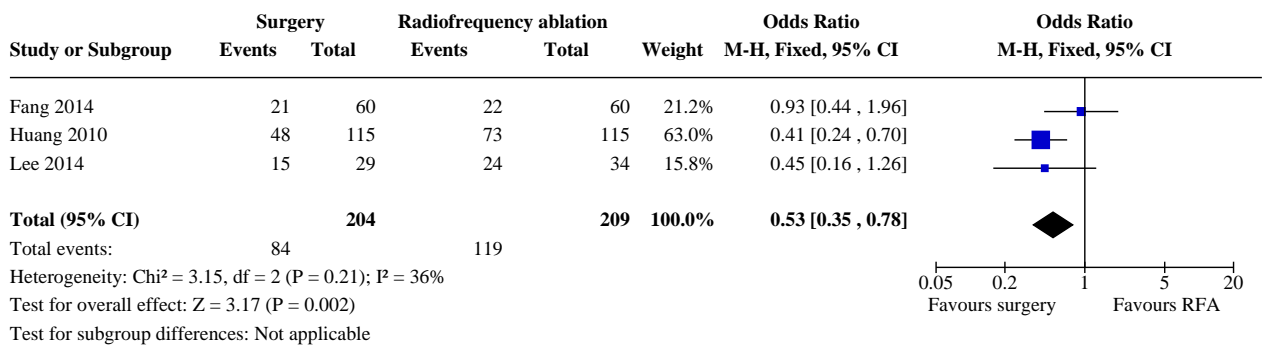 Surgery Radiofrequency ablation Odds Ratio Odds Ratio
Study or Subgroup Events Total Events Total Weight M-H, Fixed, 95% CI M-H, Fixed, 95% CI
Fang 2014 21 60 22 60 21.2% 0.93 [0.44 , 1.96]
Huang 2010 48 115 73 115 63.0% 0.41 [0.24 , 0.70]
Lee 2014 15 29 24 34 15.8% 0.45 [0.16 , 1.26]
Total (95% CI) 204 209 100.0% 0.53 [0.35 , 0.78]
Total events: 84 119
Heterogeneity: Chi² = 3.15, df = 2 (P = 0.21); I² = 36%
0.05 0.2 1 5 20
Test for overall effect: Z = 3.17 (P = 0.002)
Favours surgery Favours RFA
Test for subgroup differences: Not applicable